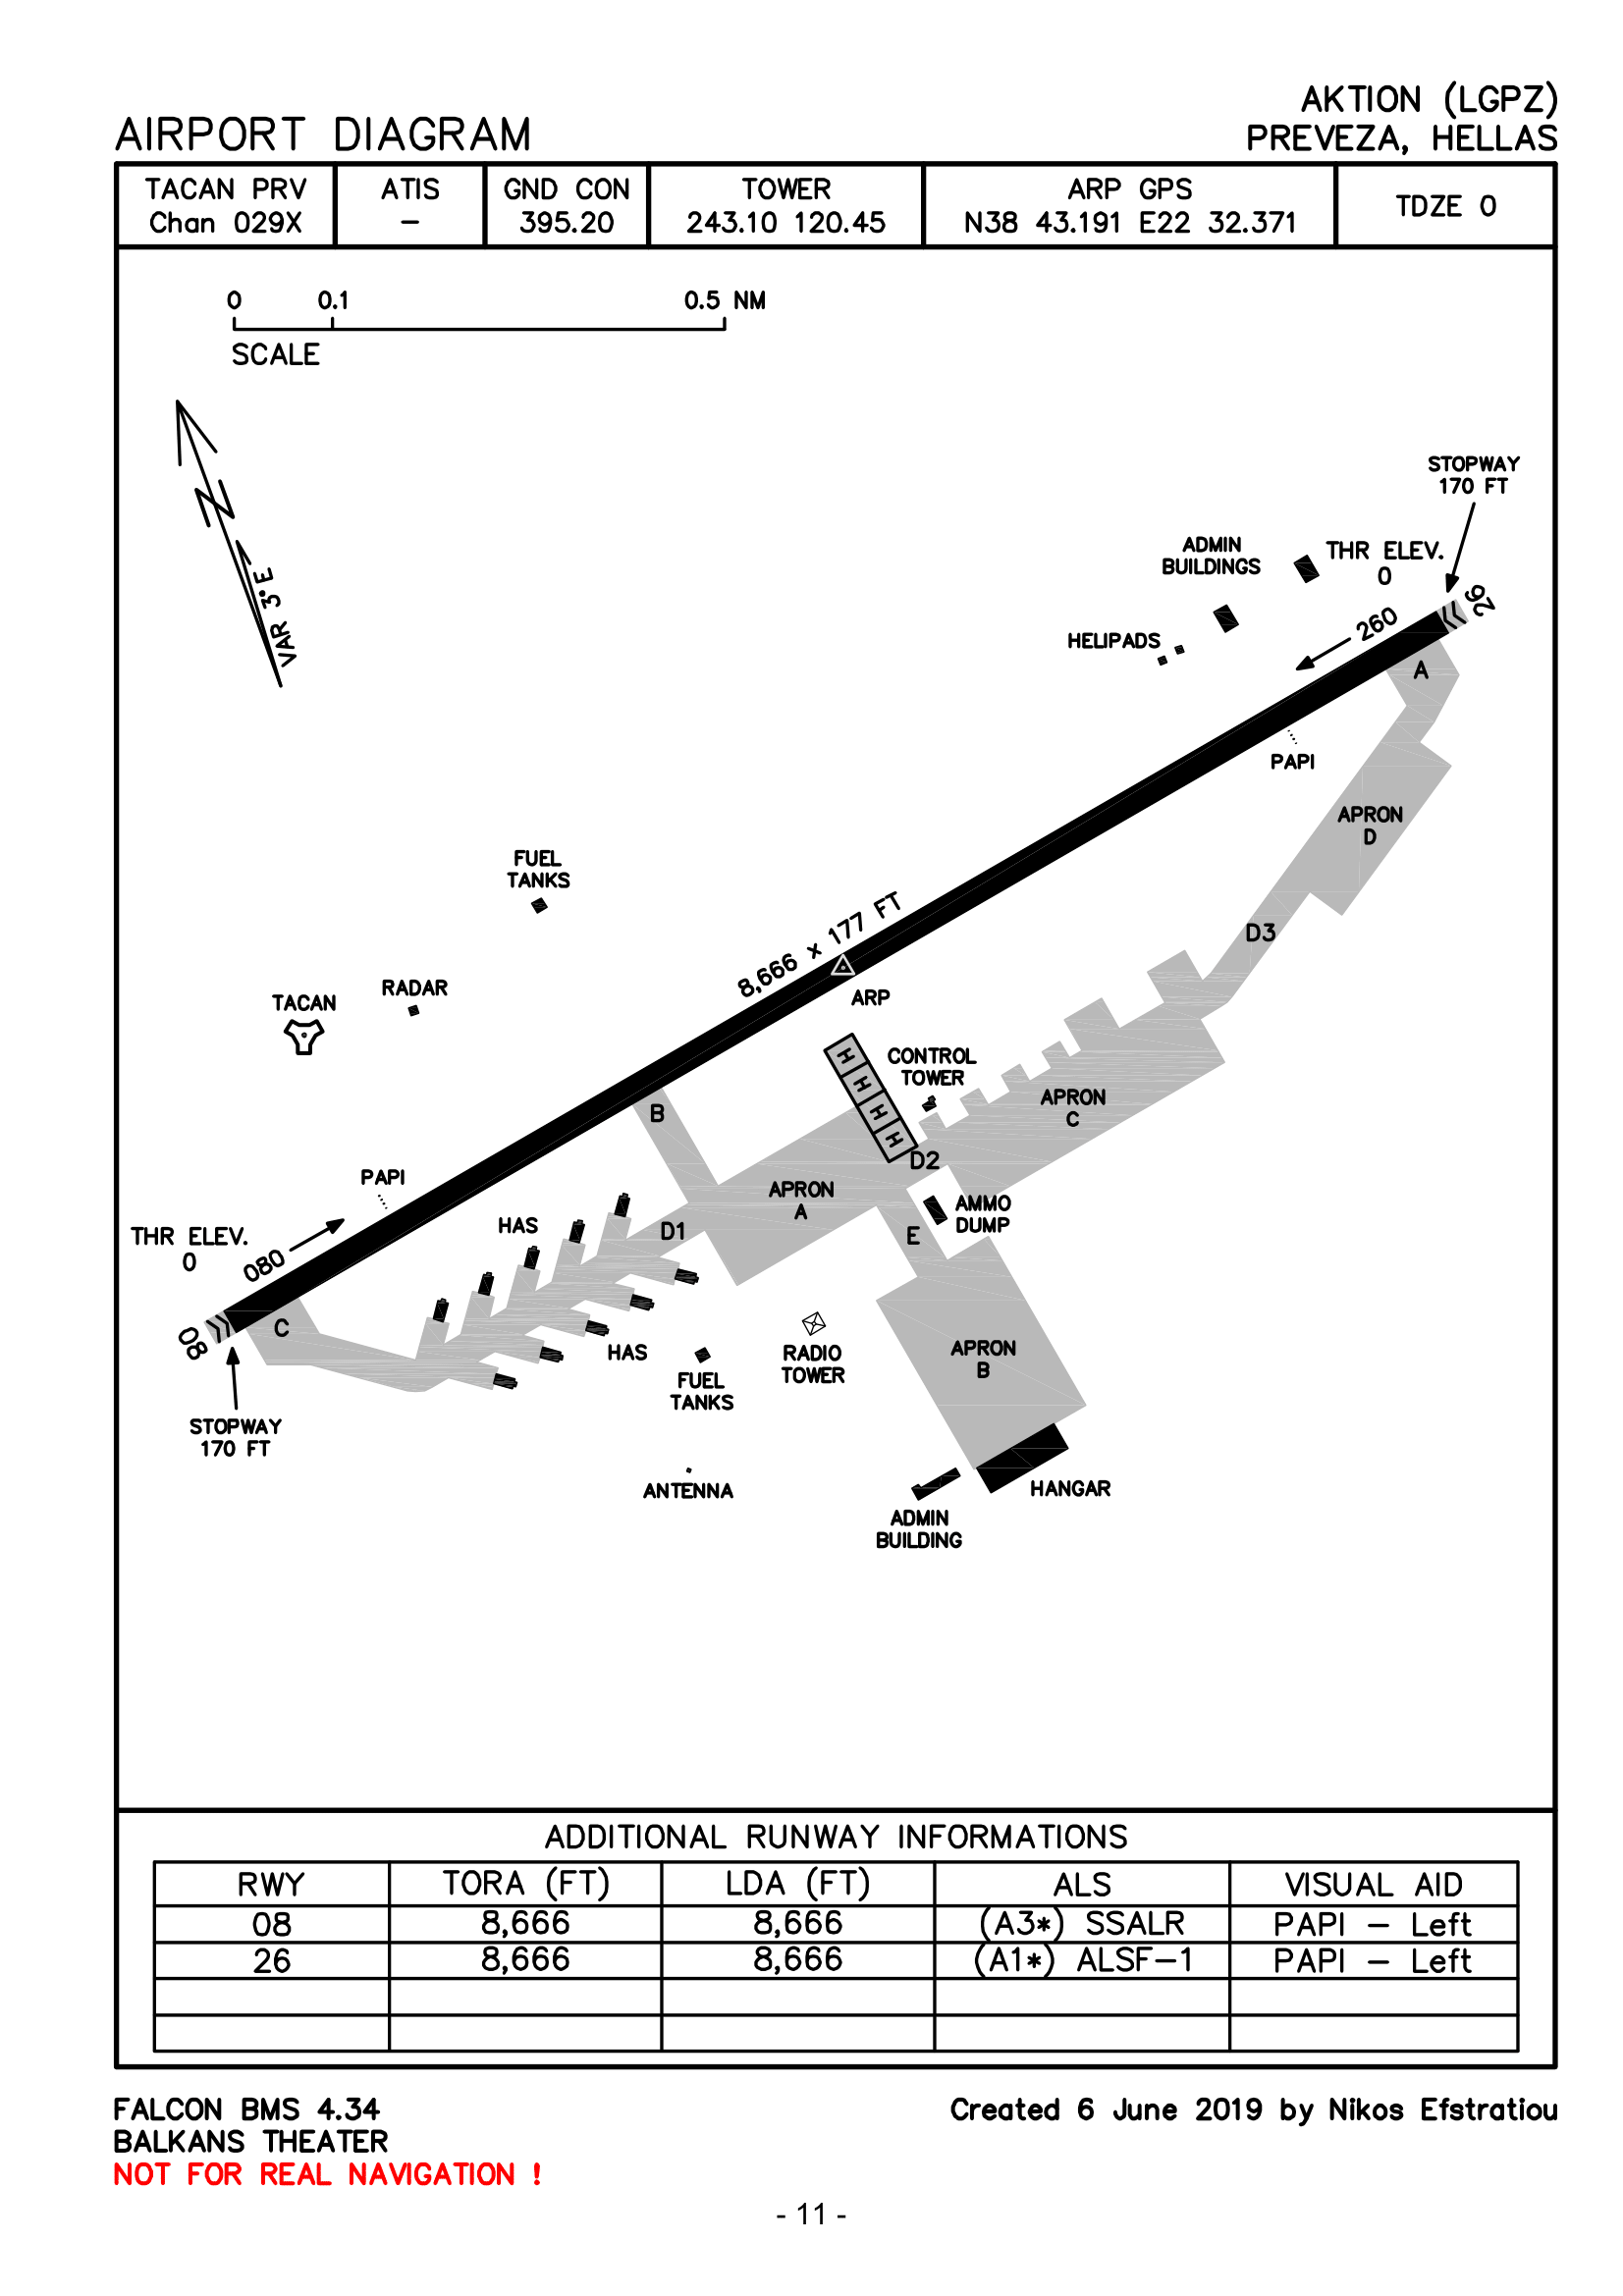 AIRPORT DIAGRAM
AKTION (LGPZ)
PREVEZA, HELLAS
TACAN PRV
Chan 029X
ATIS
-
GND CON
395.20
TOWER
243.10 120.45
ARP GPS
N38 43.191 E22 32.371
TDZE 0
0 0.1 0.5 NM
SCALE
N
VAR 3°E
STOPWAY
170 FT
ADMIN
BUILDINGS
THR ELEV.
0
26
260
HELIPADS
A
PAPI
APRON
D
FUEL
TANKS
8,666 x 177 FT
D3
RADAR
TACAN
ARP
H
H
H
H
CONTROL
TOWER
APRON
C
B
D2
PAPI
APRON
A
AMMO
DUMP
HAS
D1
E
THR ELEV.
0
080
C
08
HAS
RADIO
TOWER
APRON
B
FUEL
TANKS
STOPWAY
170 FT
ANTENNA
HANGAR
ADMIN
BUILDING
ADDITIONAL RUNWAY INFORMATIONS
RWY TORA (FT) LDA (FT) ALS VISUAL AID
08 8,666 8,666 (A3*) SSALR PAPI - Left
26 8,666 8,666 (A1*) ALSF-1 PAPI - Left
FALCON BMS 4.34
BALKANS THEATER
NOT FOR REAL NAVIGATION !
Created 6 June 2019 by Nikos Efstratiou
- 11 -